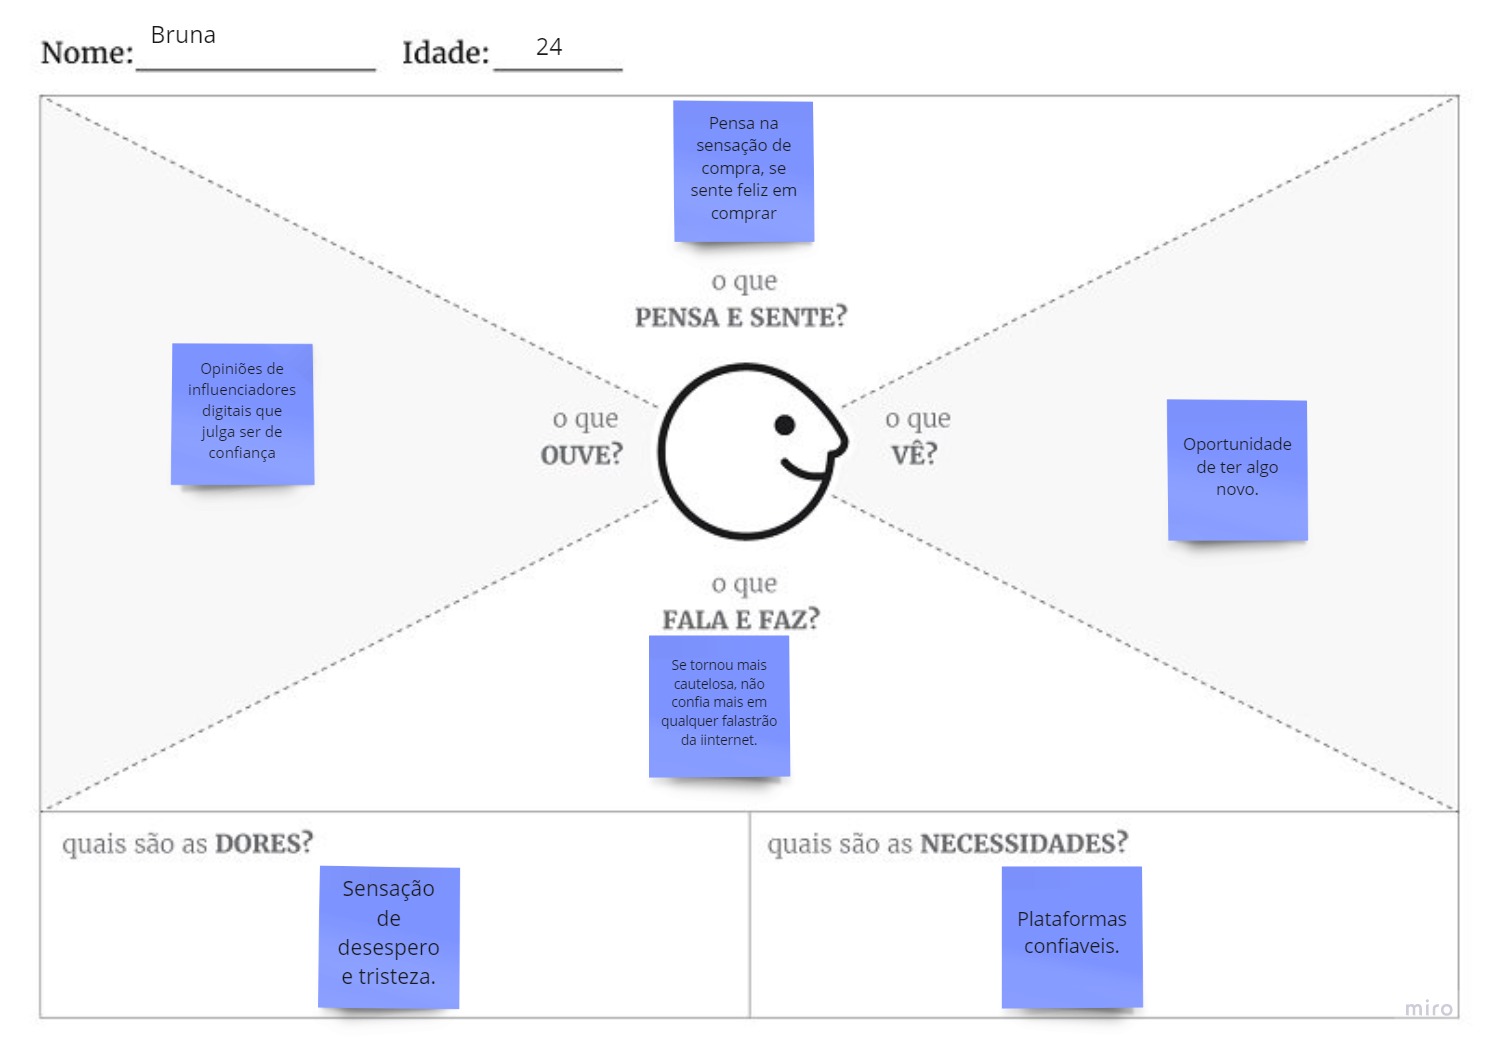 Nome: Bruna Idade: 24
Pensa na
sensação de
compra, se
sente feliz em
comprar
o que
PENSA E SENTE?
Opiniões de
influenciadores
digitais que
julga ser de
confiança
o que
OUVE?
o que
VÊ?
Oportunidade
de ter algo
novo.
o que
FALA E FAZ?
Se tornou mais
cautelosa, não
confia mais em
qualquer falastrão
da iinternet.
quais são as DORES?
Sensação
de
desespero
e tristeza.
quais são as NECESSIDADES?
Plataformas
confiaveis.
miro